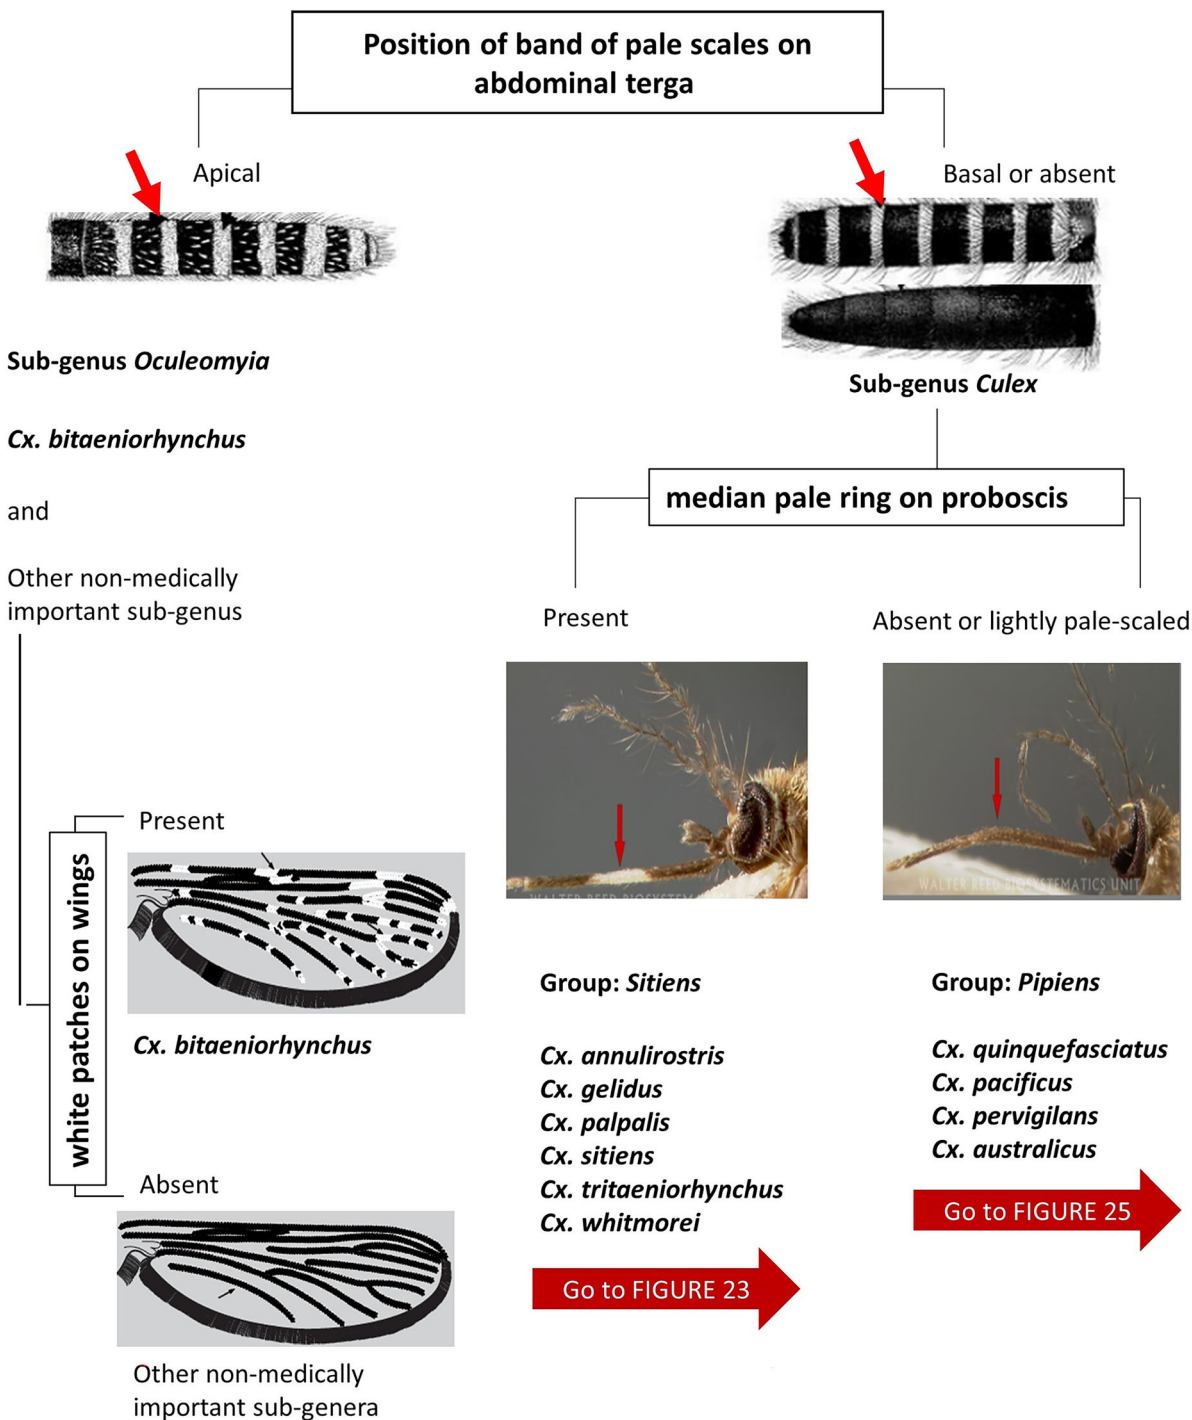 Position of band of pale scales on
abdominal terga
Apical
Basal or absent
Sub-genus Oculeomyia
Sub-genus Culex
Cx. bitaeniorhynchus
and
Other non-medically
important sub-genus
median pale ring on proboscis
Present
Absent or lightly pale-scaled
WALTER REED BIOSYSTEMATICS UNIT
WALTER REED BIOSYSTEMATICS UNIT
white patches on wings
Present
Cx. bitaeniorhynchus
Absent
Other non-medically
important sub-genera
Group: Sitiens
Cx. annulirostris
Cx. gelidus
Cx. palpalis
Cx. sitiens
Cx. tritaeniorhynchus
Cx. whitmorei
Go to FIGURE 23
Group: Pipiens
Cx. quinquefasciatus
Cx. pacificus
Cx. pervigilans
Cx. australicus
Go to FIGURE 25